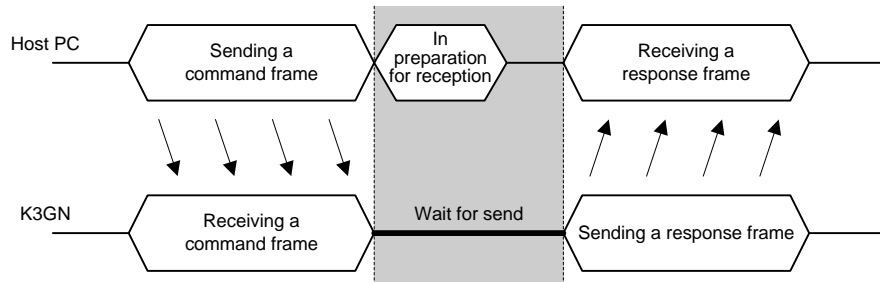 Host PC
Sending a
command frame
In
preparation
for reception
Receiving a
response frame
K3GN
Receiving a
command frame
Wait for send
Sending a response frame